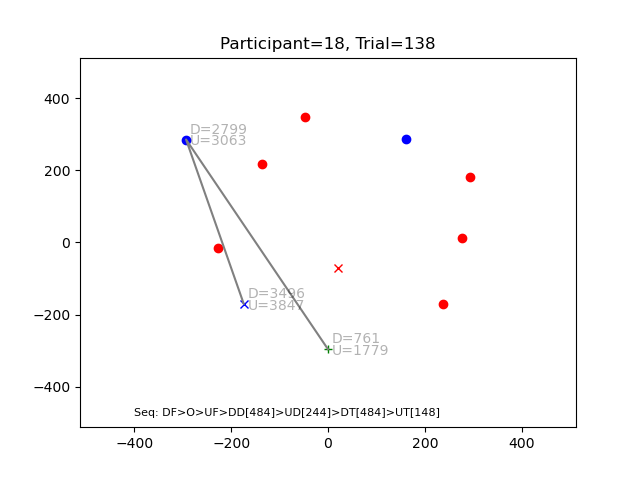 Participant=18, Trial=138
400
200
0
−200
−400
D=2799
U=3063
D=3496
U=3847
D=761
U=1779
Seq: DF>O>UF>DD[484]>UD[244]>DT[484]>UT[148]
−400
−200
0
200
400